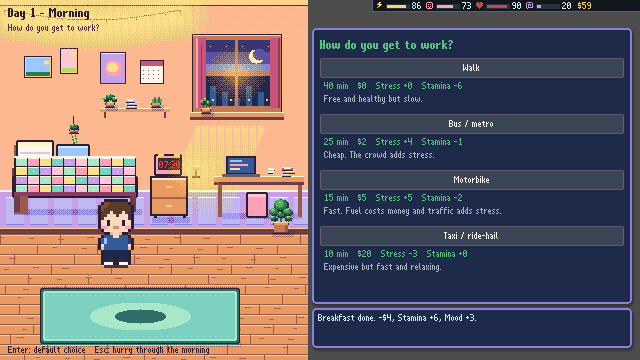 Day 1 - Morning
How do you get to work?
86 73 90 20 $59
07:30
How do you get to work?
Walk
40 min $0 Stress +0 Stamina -6
Free and healthy but slow.
Bus / metro
25 min $2 Stress +4 Stamina -1
Cheap. The crowd adds stress.
Motorbike
15 min $5 Stress +5 Stamina -2
Fast. Fuel costs money and traffic adds stress.
Taxi / ride-hail
10 min $20 Stress -3 Stamina +0
Expensive but fast and relaxing.
Breakfast done. -$4, Stamina +6, Mood +3.
Enter: default choice Esc: hurry through the morning